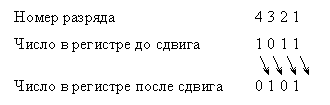 Номер разряда 4 3 2 1
Число в регистре до сдвига 1 0 1 1
Число в регистре после сдвига 0 1 0 1